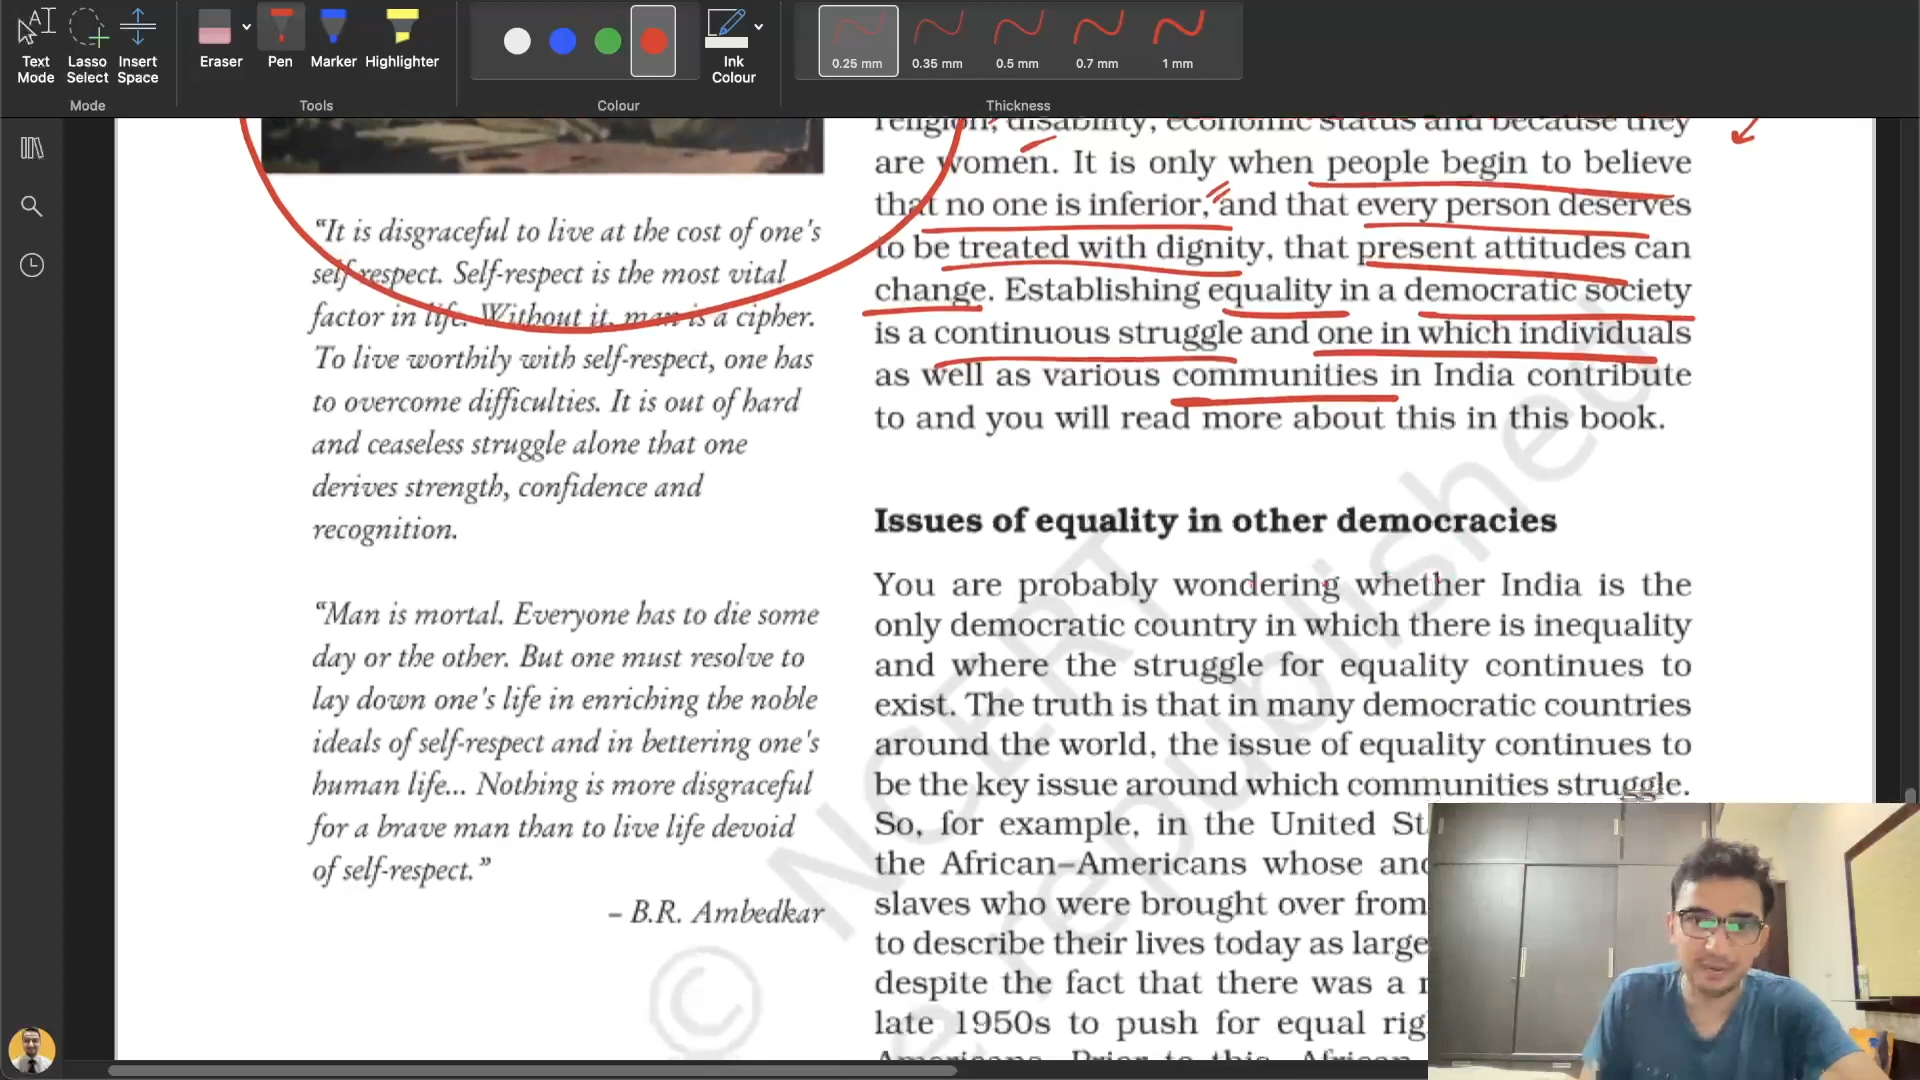 Text Mode
Lasso Select
Insert Space
Mode
Eraser
Pen
Marker
Highlighter
Tools
Colour
Ink Colour
0.25 mm
0.35 mm
0.5 mm
0.7 mm
1 mm
Thickness
"It is disgraceful to live at the cost of one's
self respect. Self-respect is the most vital
factor in life. Without it, man is a cipher.
To live worthily with self-respect, one has
to overcome difficulties. It is out of hard
and ceaseless struggle alone that one
derives strength, confidence and
recognition.
"Man is mortal. Everyone has to die some
day or the other. But one must resolve to
lay down one's life in enriching the noble
ideals of self-respect and in bettering one's
human life... Nothing is more disgraceful
for a brave man than to live life devoid
of self-respect."
– B.R. Ambedkar
religion, disability, economic status and because they
are women. It is only when people begin to believe
that no one is inferior, and that every person deserves
to be treated with dignity, that present attitudes can
change. Establishing equality in a democratic society
is a continuous struggle and one in which individuals
as well as various communities in India contribute
to and you will read more about this in this book.
Issues of equality in other democracies
You are probably wondering whether India is the
only democratic country in which there is inequality
and where the struggle for equality continues to
exist. The truth is that in many democratic countries
around the world, the issue of equality continues to
be the key issue around which communities struggle.
So, for example, in the United
the African–Americans whose
slaves who were brought over from
to describe their lives today as
despite the fact that there was a
late 1950s to push for equal
Americans. Prior to this, African
© NCERT
republished